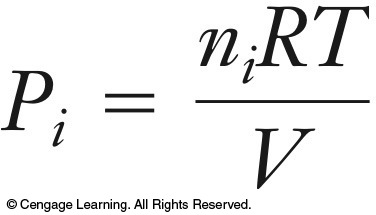 Pᵢ = nᵢRT / V
© Cengage Learning. All Rights Reserved.